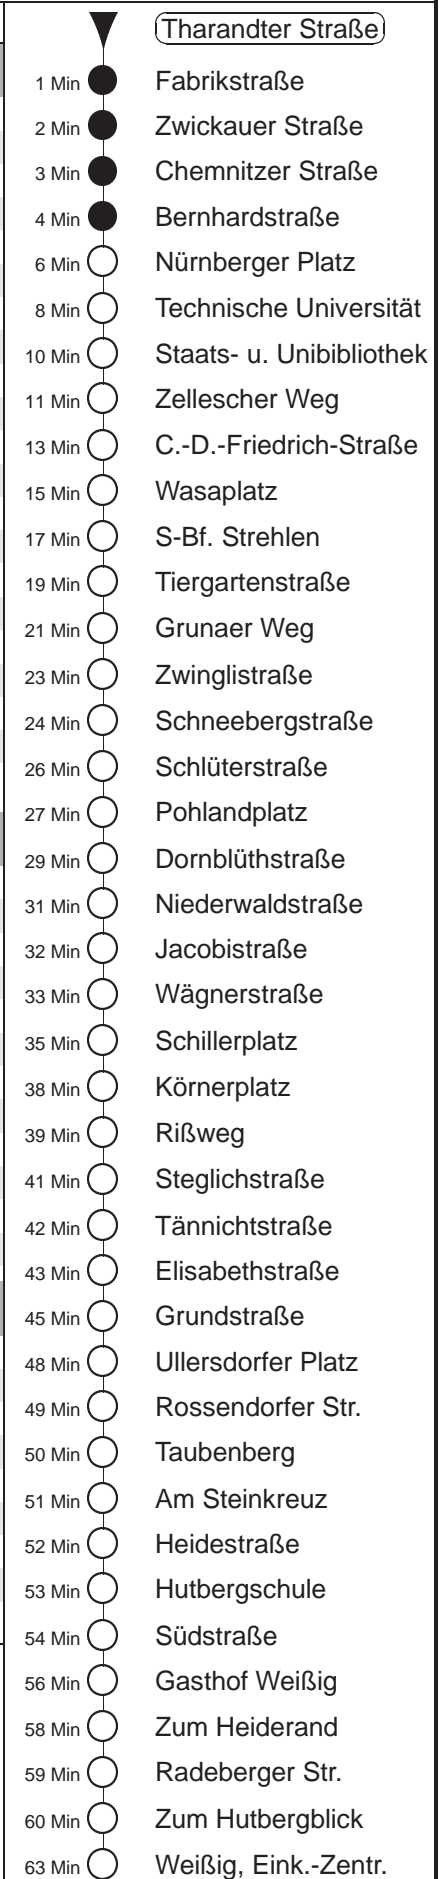 Tharandter Straße
1 Min Fabrikstraße
2 Min Zwickauer Straße
3 Min Chemnitzer Straße
4 Min Bernhardstraße
6 Min Nürnberger Platz
8 Min Technische Universität
10 Min Staats- u. Unibibliothek
11 Min Zellescher Weg
13 Min C.-D.-Friedrich-Straße
15 Min Wasaplatz
17 Min S-Bf. Strehlen
19 Min Tiergartenstraße
21 Min Grunaer Weg
23 Min Zwinglistraße
24 Min Schneebergstraße
26 Min Schlüterstraße
27 Min Pohlandplatz
29 Min Dornblüthstraße
31 Min Niederwaldstraße
32 Min Jacobistraße
33 Min Wägnerstraße
35 Min Schillerplatz
38 Min Körnerplatz
39 Min Rißweg
41 Min Steglichstraße
42 Min Tännichtstraße
43 Min Elisabethstraße
45 Min Grundstraße
48 Min Ullersdorfer Platz
49 Min Rossendorfer Str.
50 Min Taubenberg
51 Min Am Steinkreuz
52 Min Heidestraße
53 Min Hutbergschule
54 Min Südstraße
56 Min Gasthof Weißig
58 Min Zum Heiderand
59 Min Radeberger Str.
60 Min Zum Hutbergblick
63 Min Weißig, Eink.-Zentr.